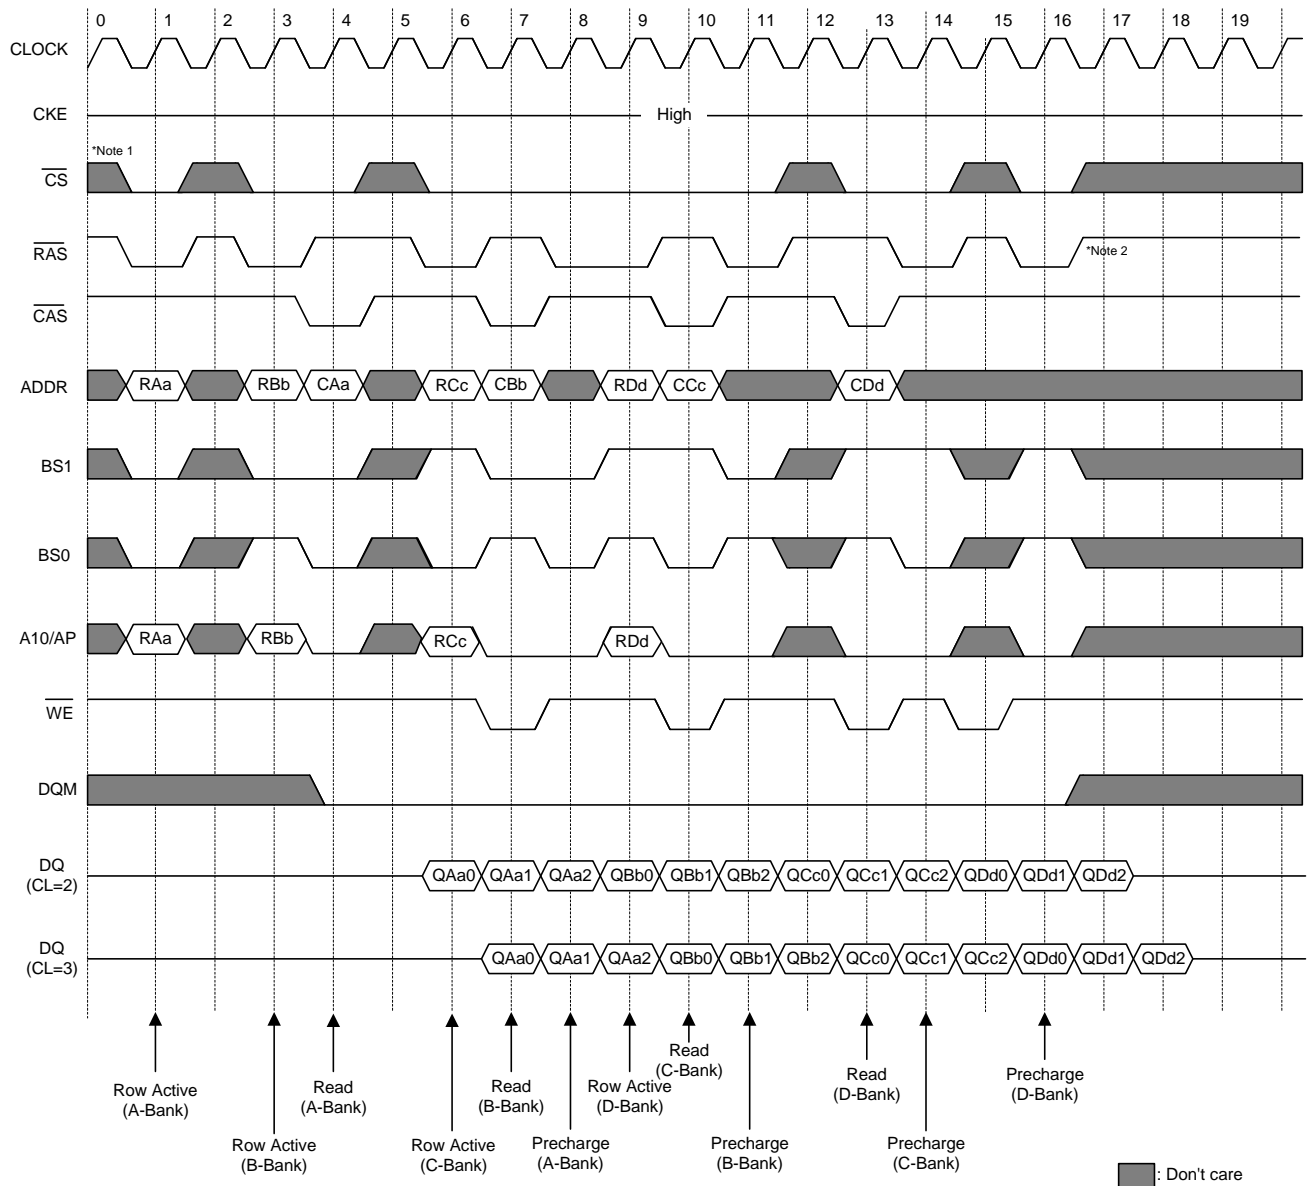 0 1 2 3 4 5 6 7 8 9 10 11 12 13 14 15 16 17 18 19
CLOCK
CKE High
*Note 1
CS
RAS *Note 2
CAS
ADDR RAa RBb CAa RCc CBb RDd CCc CDd
BS1
BS0
A10/AP RAa RBb RCc RDd
WE
DQM
DQ
(CL=2) QAa0 QAa1 QAa2 QBb0 QBb1 QBb2 QCc0 QCc1 QCc2 QDd0 QDd1 QDd2
DQ
(CL=3) QAa0 QAa1 QAa2 QBb0 QBb1 QBb2 QCc0 QCc1 QCc2 QDd0 QDd1 QDd2
Row Active
(A-Bank)
Row Active
(B-Bank)
Read
(A-Bank)
Row Active
(C-Bank)
Read
(B-Bank)
Precharge
(A-Bank)
Row Active
(D-Bank)
Read
(C-Bank)
Precharge
(B-Bank)
Read
(D-Bank)
Precharge
(C-Bank)
Precharge
(D-Bank)
: Don't care